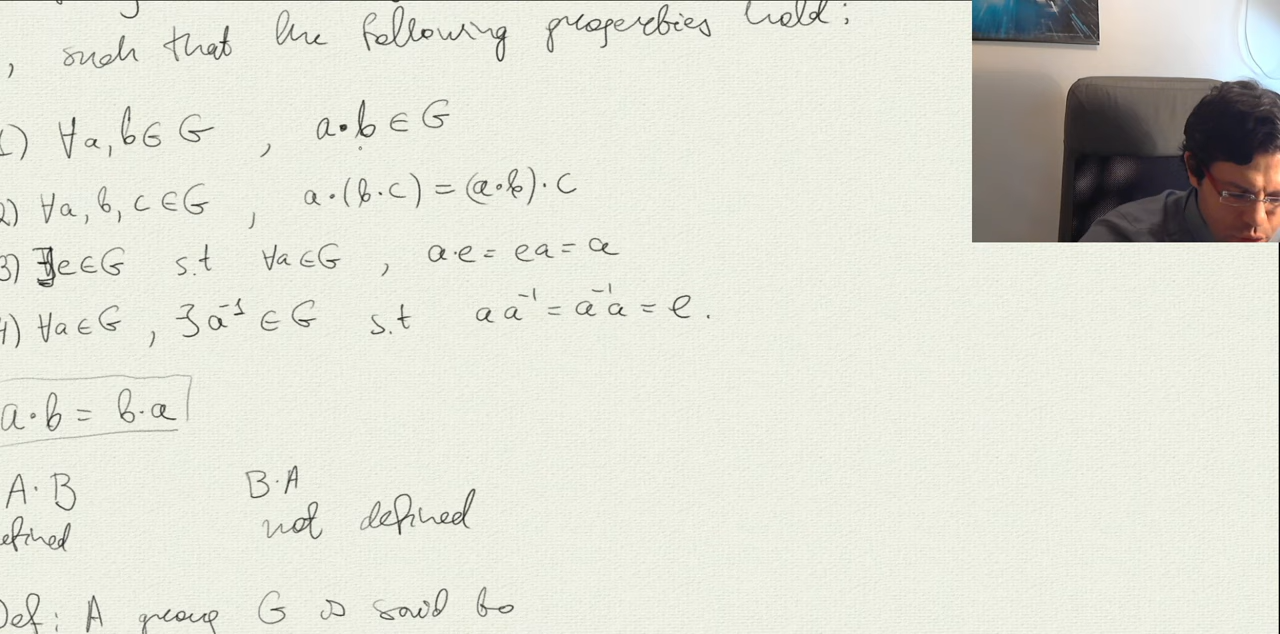 , such that the following properties hold:
1) ∀a, b ∈ G , a·b ∈ G
2) ∀a, b, c ∈ G , a·(b·c) = (a·b)·c
3) ∃e ∈ G s.t ∀a ∈ G , a·e = ea = a
4) ∀a ∈ G , ∃a⁻¹ ∈ G s.t aa⁻¹ = a⁻¹a = e.
a·b = b·a
A·B B·A
efined not defined
Def: A group G is said to